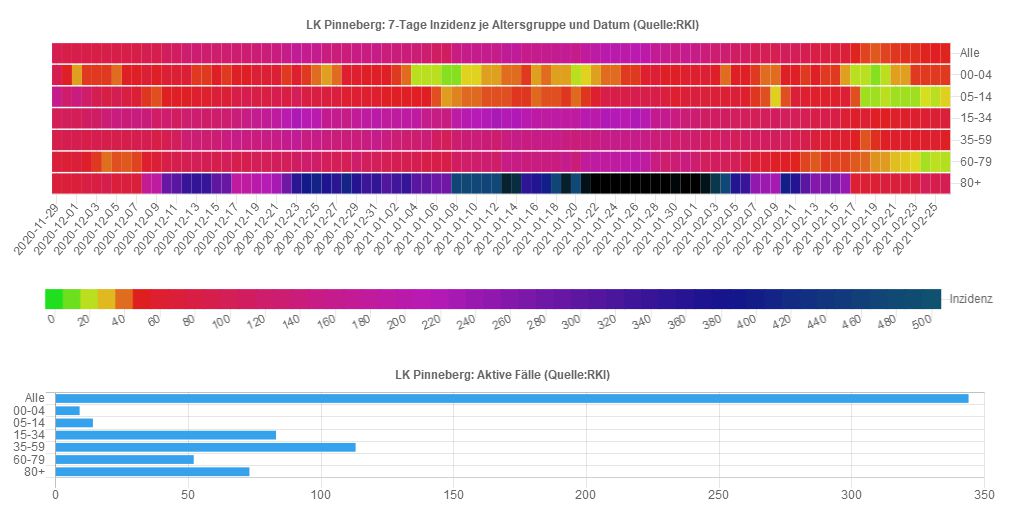 LK Pinneberg: 7-Tage Inzidenz je Altersgruppe und Datum (Quelle:RKI)
Alle
00-04
05-14
15-34
35-59
60-79
80+
2020-11-29 2020-12-01 2020-12-03 2020-12-05 2020-12-07 2020-12-09 2020-12-11 2020-12-13 2020-12-15 2020-12-17 2020-12-19 2020-12-21 2020-12-23 2020-12-25 2020-12-27 2020-12-29 2020-12-31 2021-01-02 2021-01-04 2021-01-06 2021-01-08 2021-01-10 2021-01-12 2021-01-14 2021-01-16 2021-01-18 2021-01-20 2021-01-22 2021-01-24 2021-01-26 2021-01-28 2021-01-30 2021-02-01 2021-02-03 2021-02-05 2021-02-07 2021-02-09 2021-02-11 2021-02-13 2021-02-15 2021-02-17 2021-02-19 2021-02-21 2021-02-23 2021-02-25
Inzidenz
0 20 40 60 80 100 120 140 160 180 200 220 240 260 280 300 320 340 360 380 400 420 440 460 480 500
LK Pinneberg: Aktive Fälle (Quelle:RKI)
Alle
00-04
05-14
15-34
35-59
60-79
80+
0 50 100 150 200 250 300 350